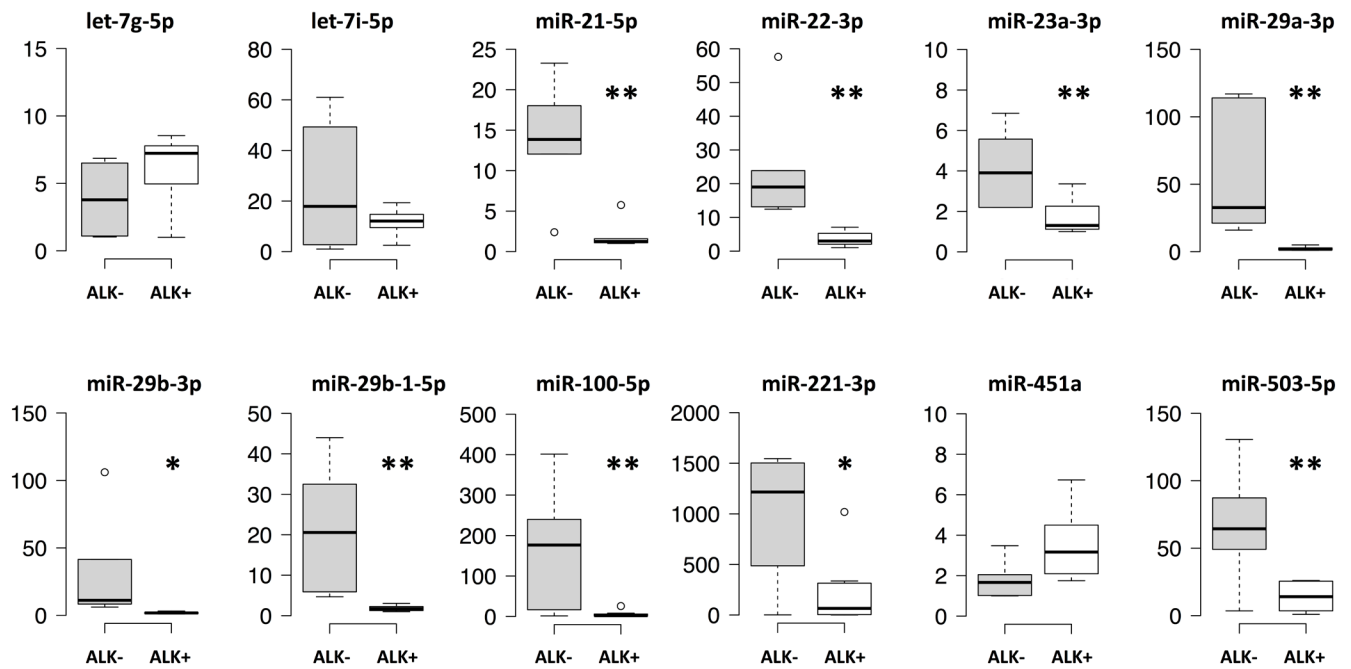 let-7g-5p let-7i-5p miR-21-5p miR-22-3p miR-23a-3p miR-29a-3p
15 80 25 60 10 150
** ** ** **
20 50 8
60 40 100
10 15 6
40 30
10 4
5 20 50
20 5 10 2
0 0 0 0 0 0
ALK- ALK+ ALK- ALK+ ALK- ALK+ ALK- ALK+ ALK- ALK+ ALK- ALK+
miR-29b-3p miR-29b-1-5p miR-100-5p miR-221-3p miR-451a miR-503-5p
150 50 500 2000 10 150
* ** ** * **
40 400 8
100 1500 100
30 300 6
1000
20 200 4
50 500 50
10 100 2
0 0 0 0 0 0
ALK- ALK+ ALK- ALK+ ALK- ALK+ ALK- ALK+ ALK- ALK+ ALK- ALK+